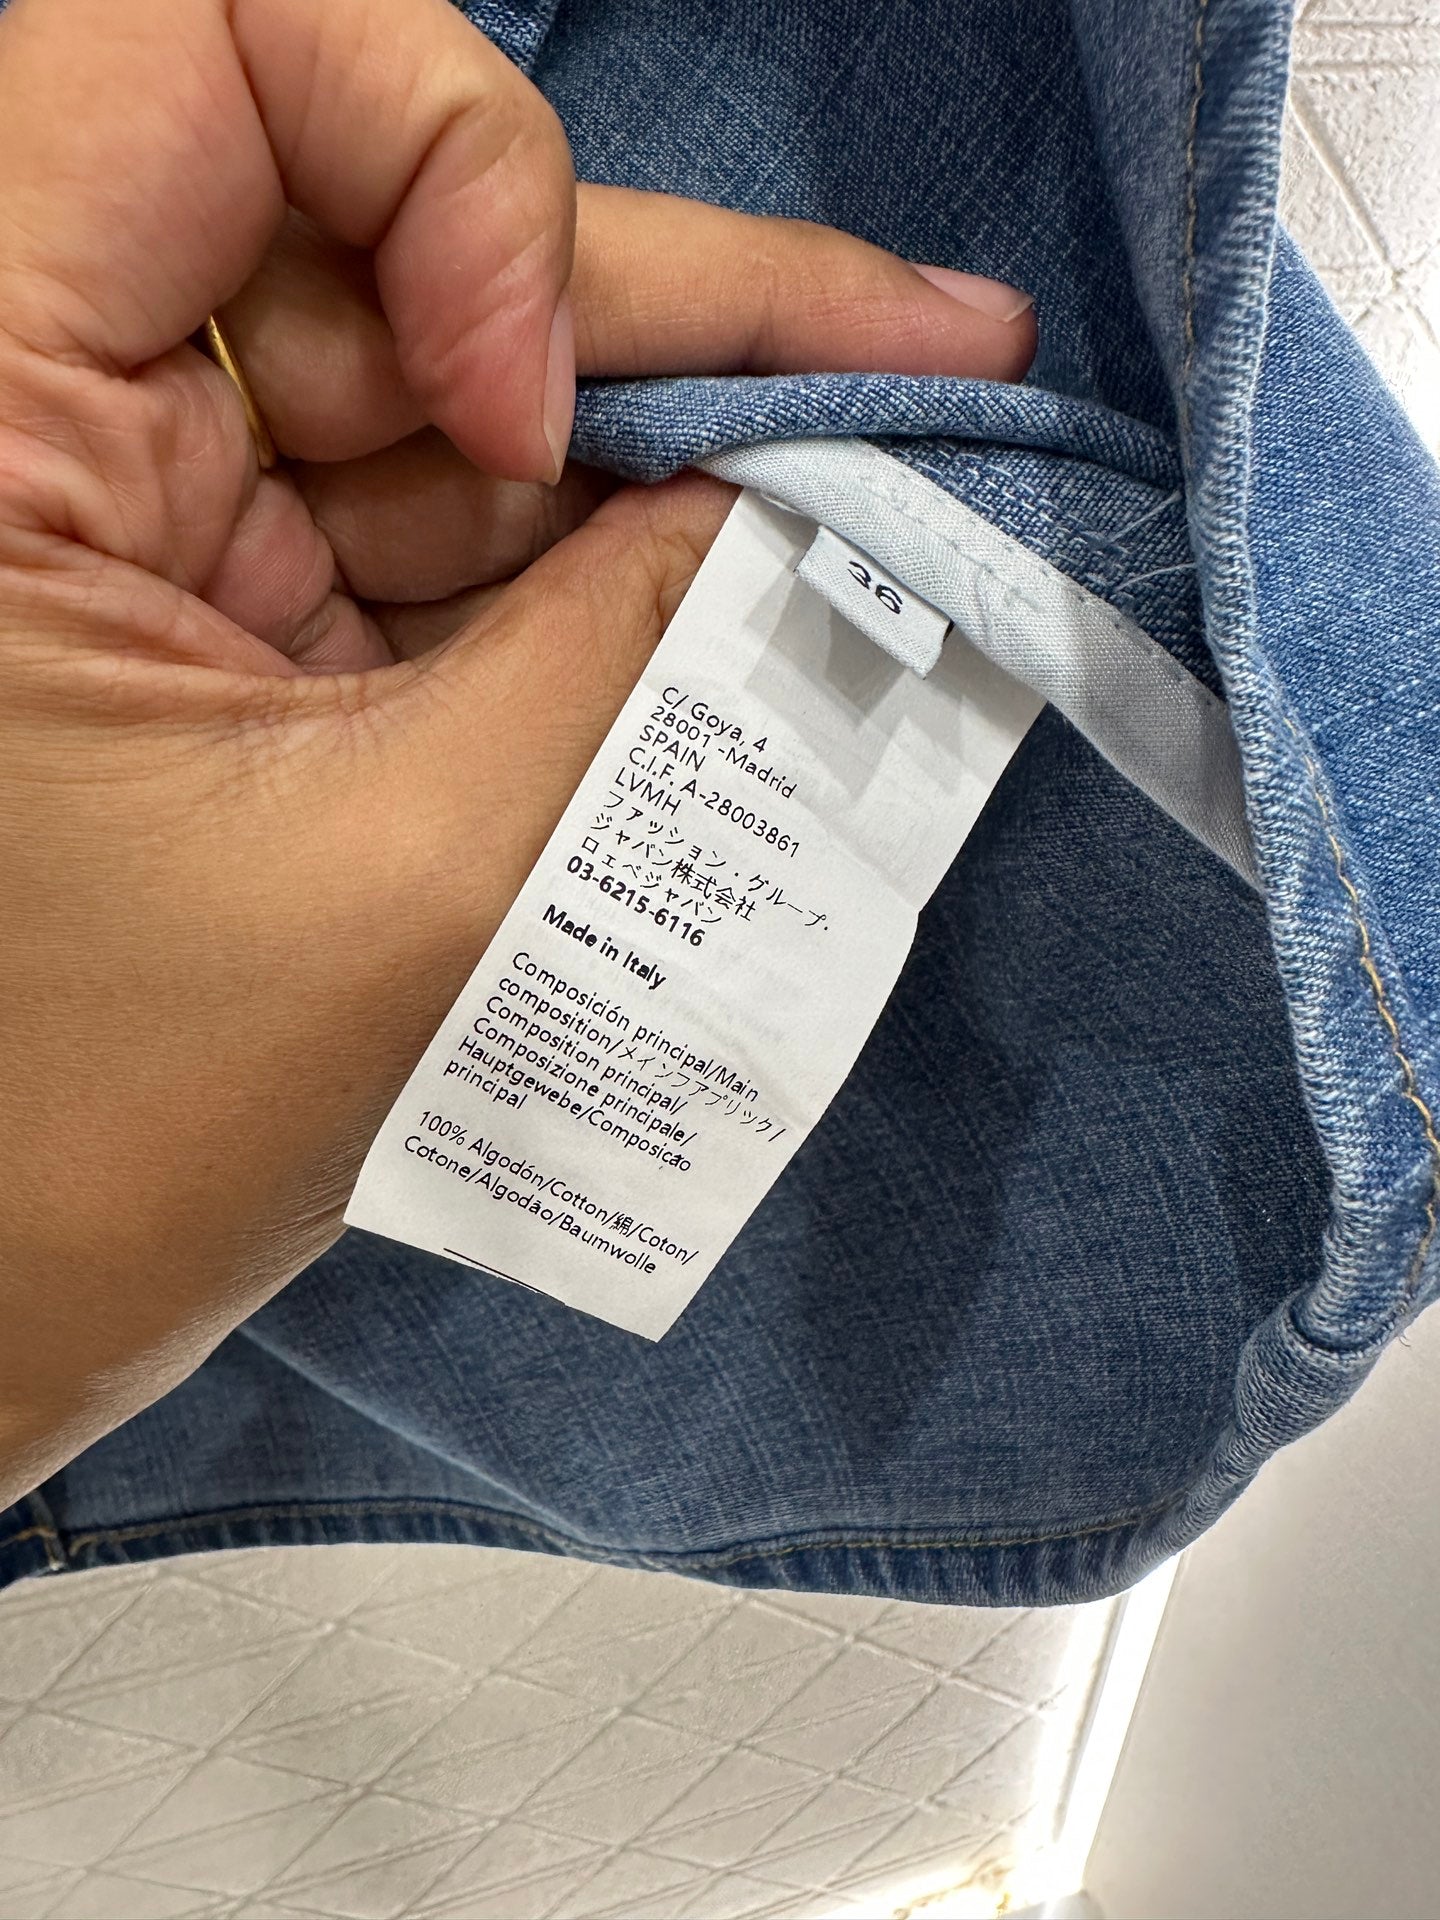 36
C/ Goya, 4
28001 -Madrid
SPAIN
C.I.F. A-28003861
LVMH
ファッション・グループ.
ジャパン株式会社
ロエベジャパン
03-6215-6116
Made in Italy
Composición principal/Main
composition/メインファブリック/
Composition principal/
Composizione principale/
Hauptgewebe/Composicão
principal
100% Algodón/Cotton/綿/Coton/
Cotone/Algodão/Baumwolle